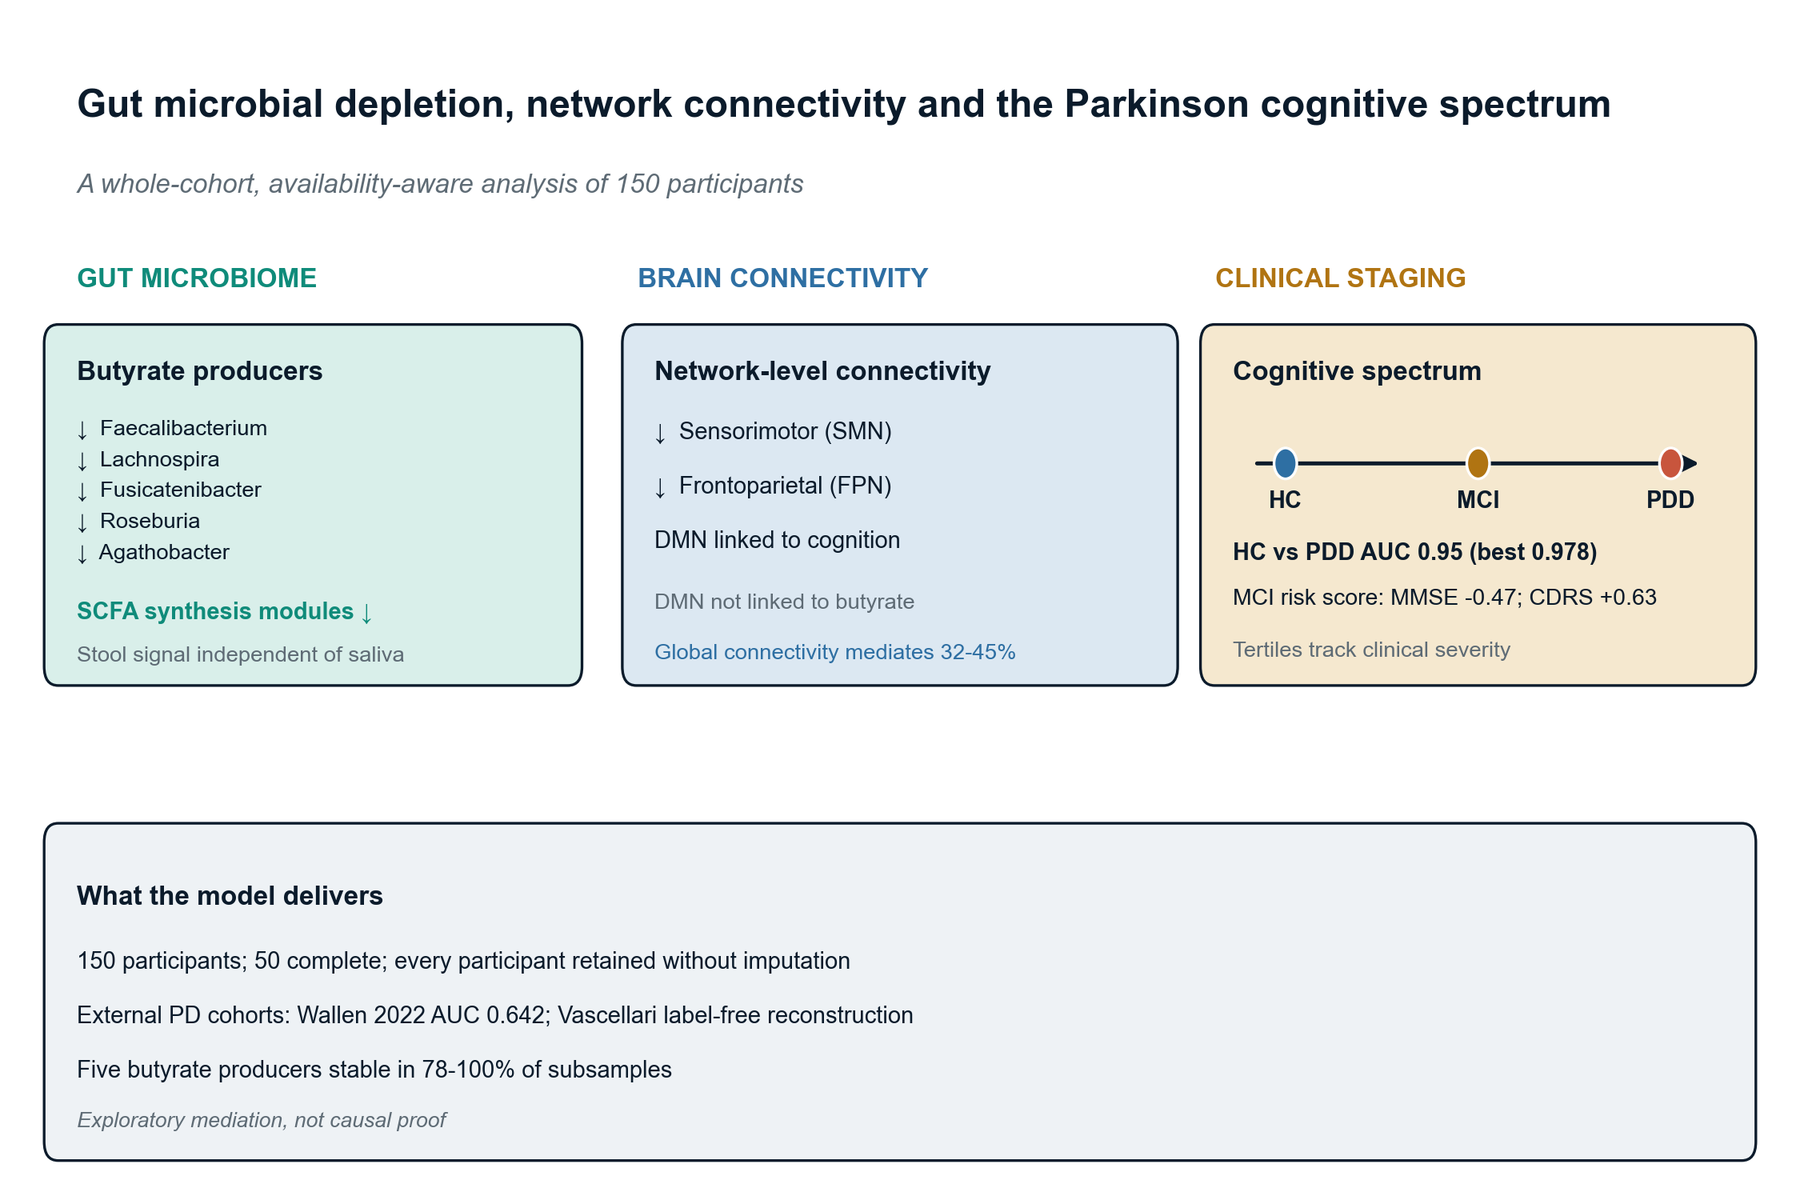 Gut microbial depletion, network connectivity and the Parkinson cognitive spectrum
A whole-cohort, availability-aware analysis of 150 participants
GUT MICROBIOME
Butyrate producers
↓ Faecalibacterium
↓ Lachnospira
↓ Fusicatenibacter
↓ Roseburia
↓ Agathobacter
SCFA synthesis modules ↓
Stool signal independent of saliva
BRAIN CONNECTIVITY
Network-level connectivity
↓ Sensorimotor (SMN)
↓ Frontoparietal (FPN)
DMN linked to cognition
DMN not linked to butyrate
Global connectivity mediates 32-45%
CLINICAL STAGING
Cognitive spectrum
HC MCI PDD
HC vs PDD AUC 0.95 (best 0.978)
MCI risk score: MMSE -0.47; CDRS +0.63
Tertiles track clinical severity
What the model delivers
150 participants; 50 complete; every participant retained without imputation
External PD cohorts: Wallen 2022 AUC 0.642; Vascellari label-free reconstruction
Five butyrate producers stable in 78-100% of subsamples
Exploratory mediation, not causal proof